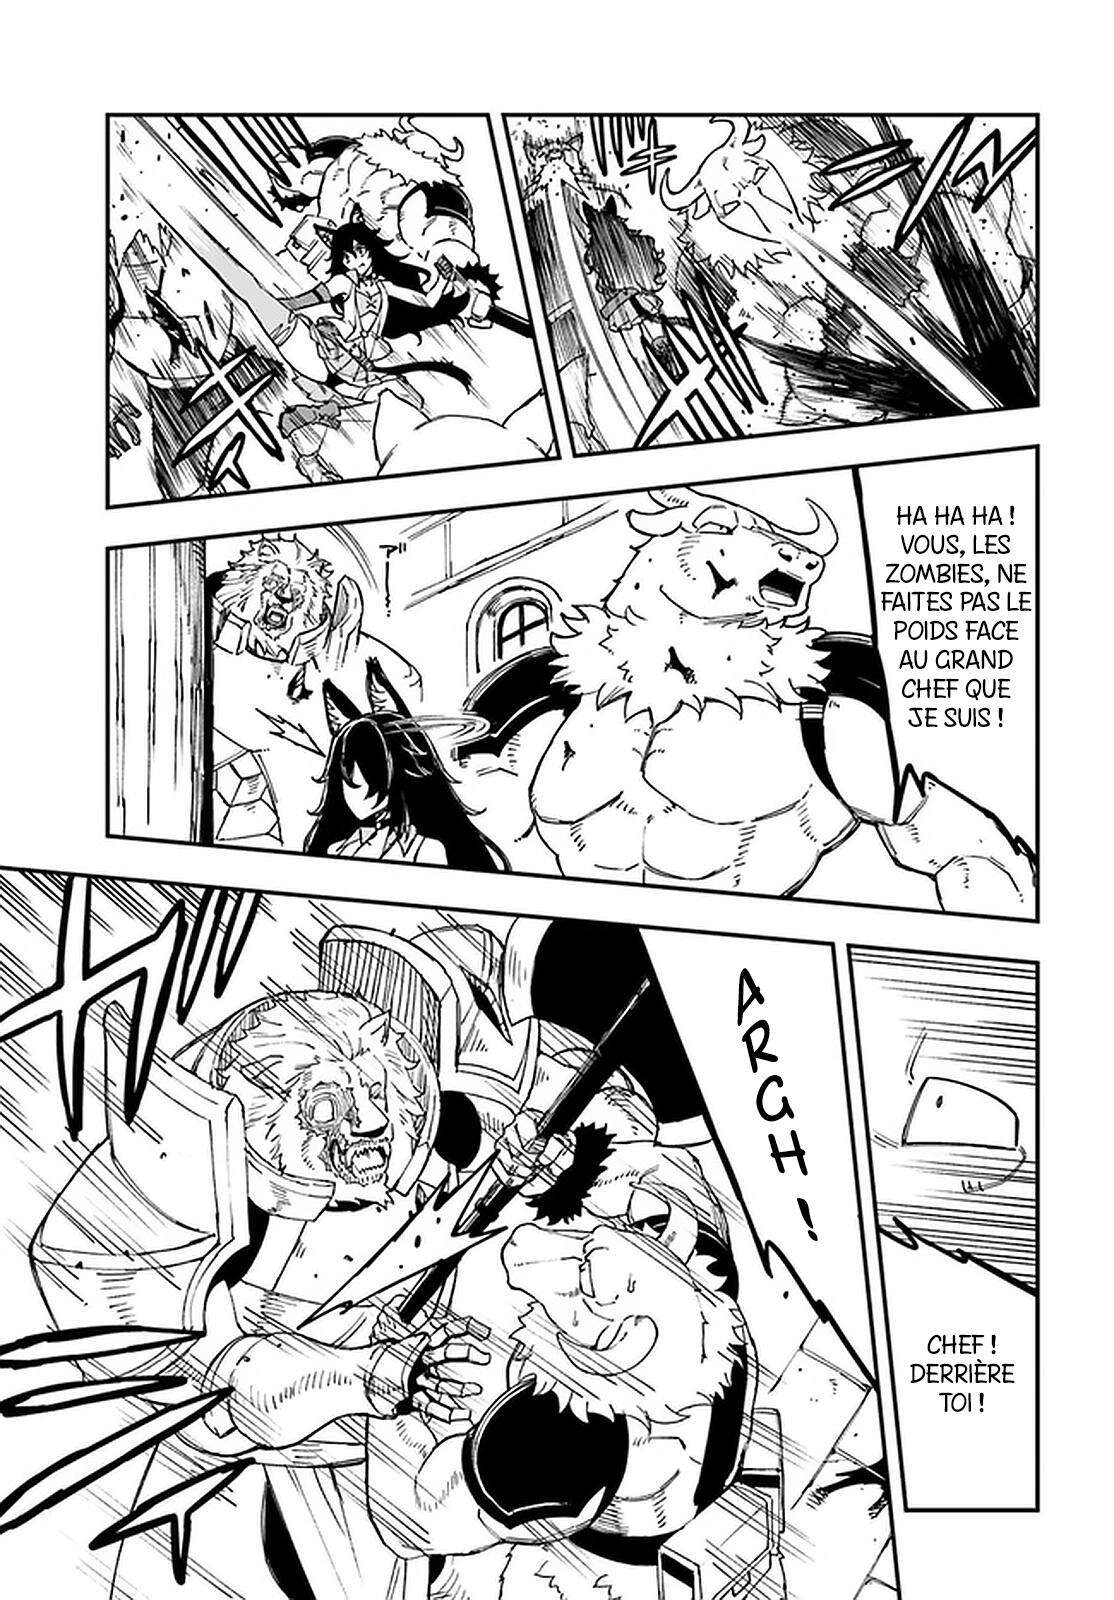 HA HA HA !
VOUS, LES
ZOMBIES, NE
FAITES PAS LE
POIDS FACE
AU GRAND
CHEF QUE
JE SUIS !
CHEF !
DERRIÈRE
TOI !
ARGH !